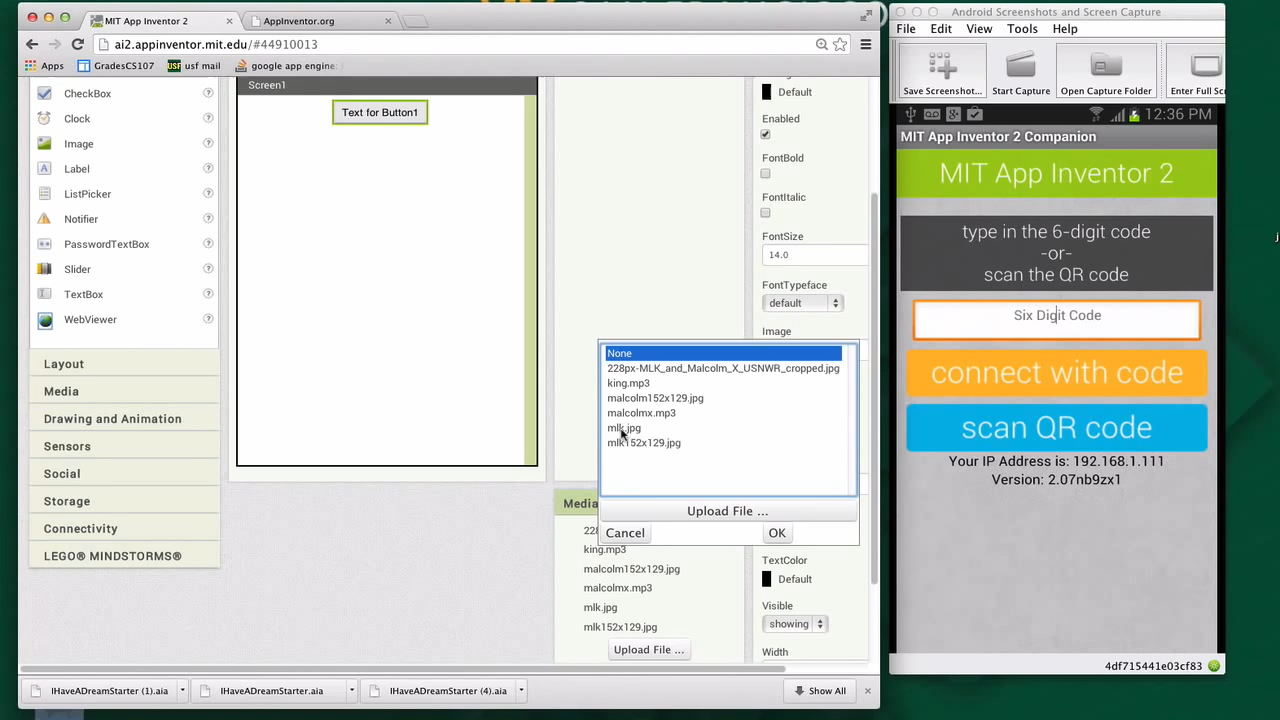 MIT App Inventor 2
AppInventor.org
ai2.appinventor.mit.edu/#44910013
Apps
GradesCS107
usf mail
google app engine:
CheckBox
Clock
Image
Label
ListPicker
Notifier
PasswordTextBox
Slider
TextBox
WebViewer
Layout
Media
Drawing and Animation
Sensors
Social
Storage
Connectivity
LEGO® MINDSTORMS®
Screen1
Text for Button1
Default
Enabled
FontBold
FontItalic
FontSize
14.0
FontTypeface
default
Image
None
228px-MLK_and_Malcolm_X_USNWR_cropped.jpg
king.mp3
malcolm152x129.jpg
malcolmx.mp3
mlk.jpg
mlk152x129.jpg
Upload File ...
Cancel
OK
Media
228
king.mp3
malcolm152x129.jpg
malcolmx.mp3
mlk.jpg
mlk152x129.jpg
Upload File ...
TextColor
Default
Visible
showing
Width
IHaveADreamStarter (1).aia
IHaveADreamStarter.aia
IHaveADreamStarter (4).aia
Show All
Android Screenshots and Screen Capture
File Edit View Tools Help
Save Screenshot...
Start Capture
Open Capture Folder
Enter Full Scr
12:36 PM
MIT App Inventor 2 Companion
MIT App Inventor 2
type in the 6-digit code
-or-
scan the QR code
Six Digit Code
connect with code
scan QR code
Your IP Address is: 192.168.1.111
Version: 2.07nb9zx1
4df715441e03cf83